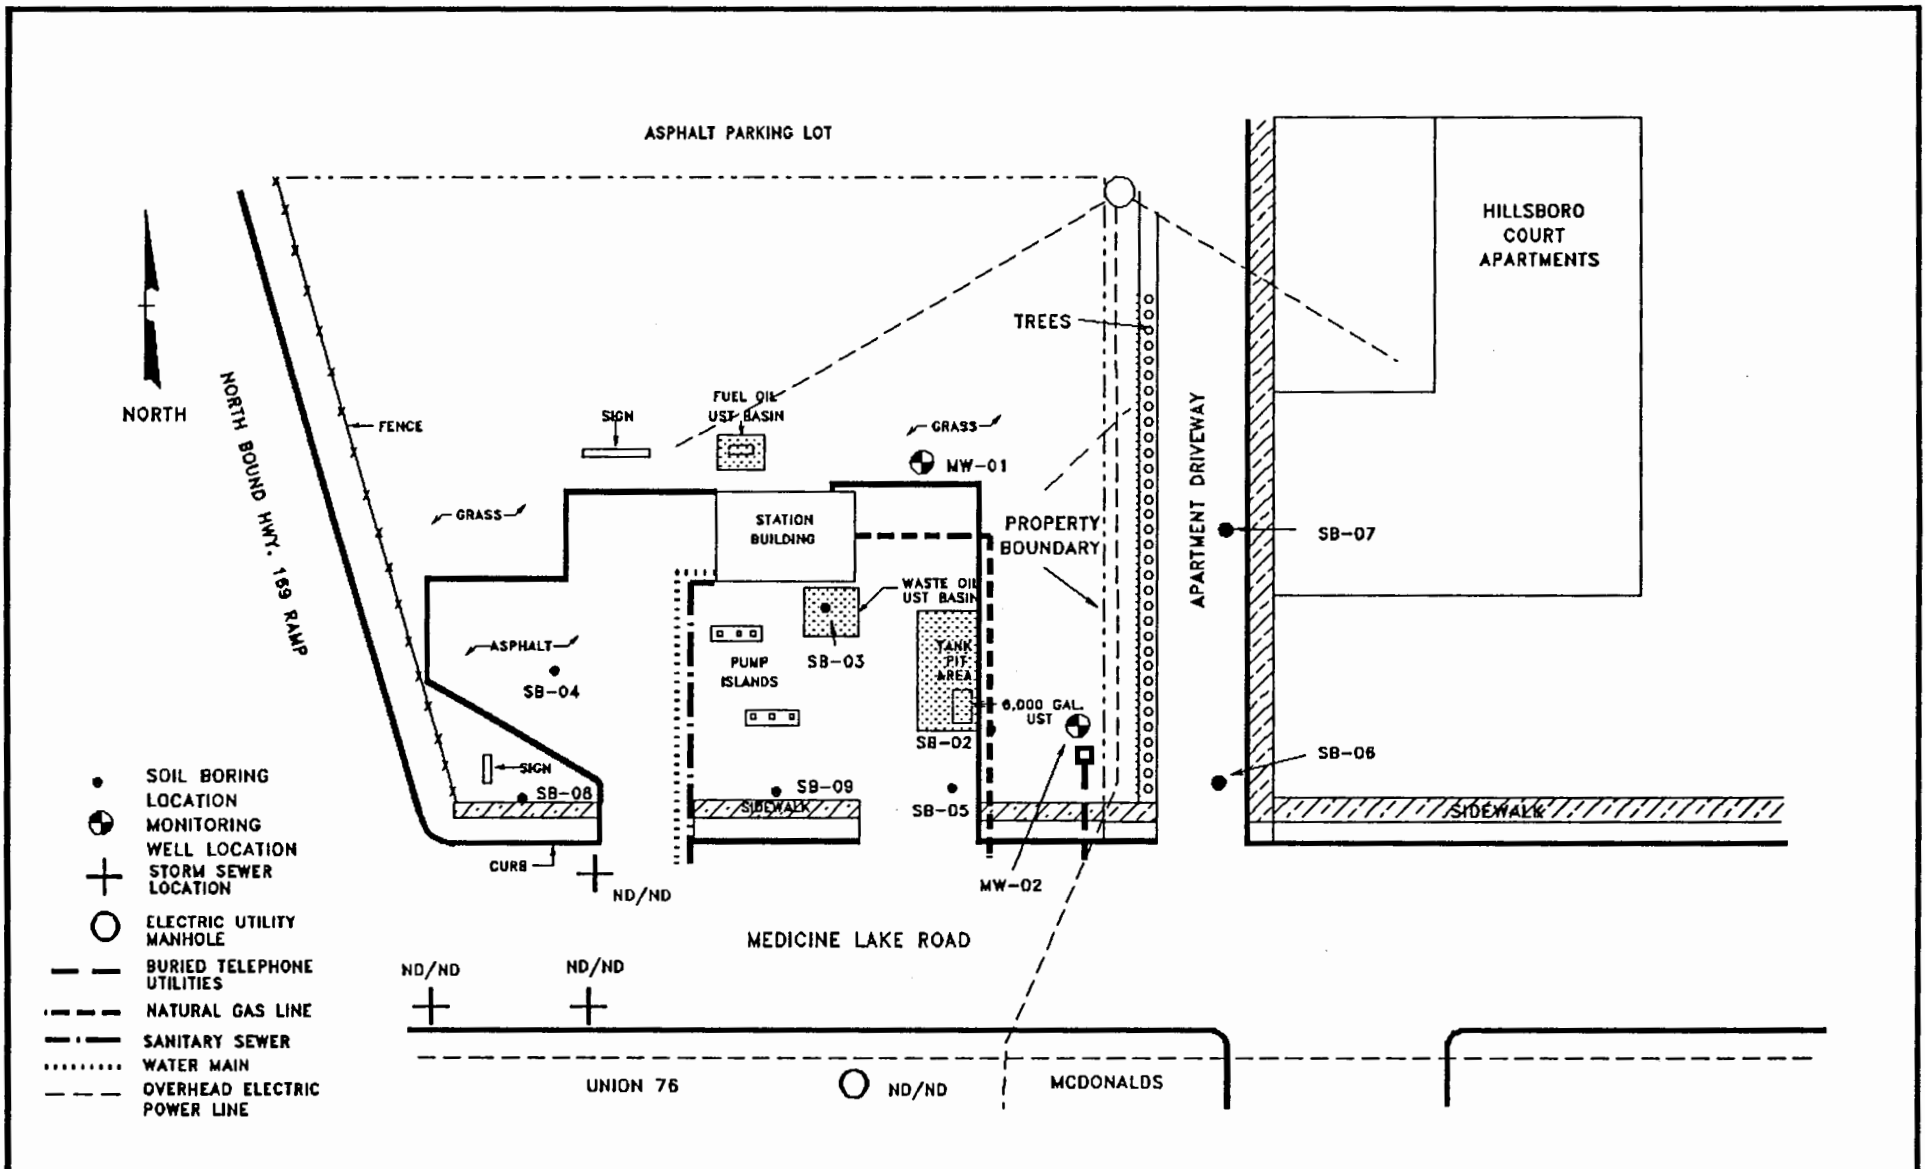 ASPHALT PARKING LOT
HILLSBORO
COURT
APARTMENTS
NORTH
NORTH BOUND HWY. 169 RAMP
FENCE
SIGN
FUEL OIL
UST BASIN
GRASS
MW-01
TREES
APARTMENT DRIVEWAY
GRASS
STATION
BUILDING
PROPERTY
BOUNDARY
SB-07
WASTE OIL
UST BASIN
ASPHALT
SB-04
PUMP
ISLANDS
SB-03
TANK
PIT
AREA
6,000 GAL.
UST
SB-02
SB-06
SIGN
SB-08
SB-09
SIDEWALK
SB-05
SIDEWALK
CURB
ND/ND
MW-02
MEDICINE LAKE ROAD
ND/ND
ND/ND
UNION 76
ND/ND
MCDONALDS
SOIL BORING
LOCATION
MONITORING
WELL LOCATION
STORM SEWER
LOCATION
ELECTRIC UTILITY
MANHOLE
BURIED TELEPHONE
UTILITIES
NATURAL GAS LINE
SANITARY SEWER
WATER MAIN
OVERHEAD ELECTRIC
POWER LINE